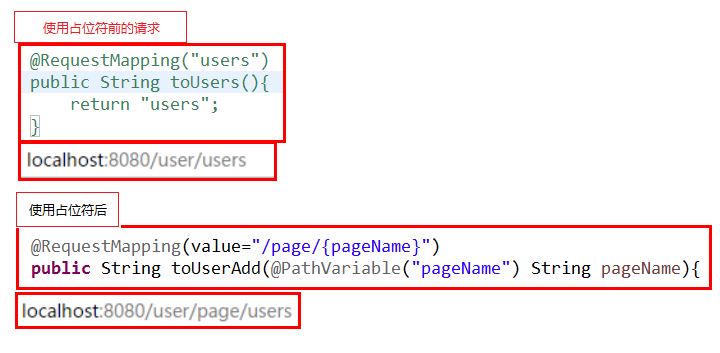 使用占位符前的请求
@RequestMapping("users")
public String toUsers(){
    return "users";
}
localhost:8080/user/users
使用占位符后
@RequestMapping(value="/page/{pageName}")
public String toUserAdd(@PathVariable("pageName") String pageName){
localhost:8080/user/page/users